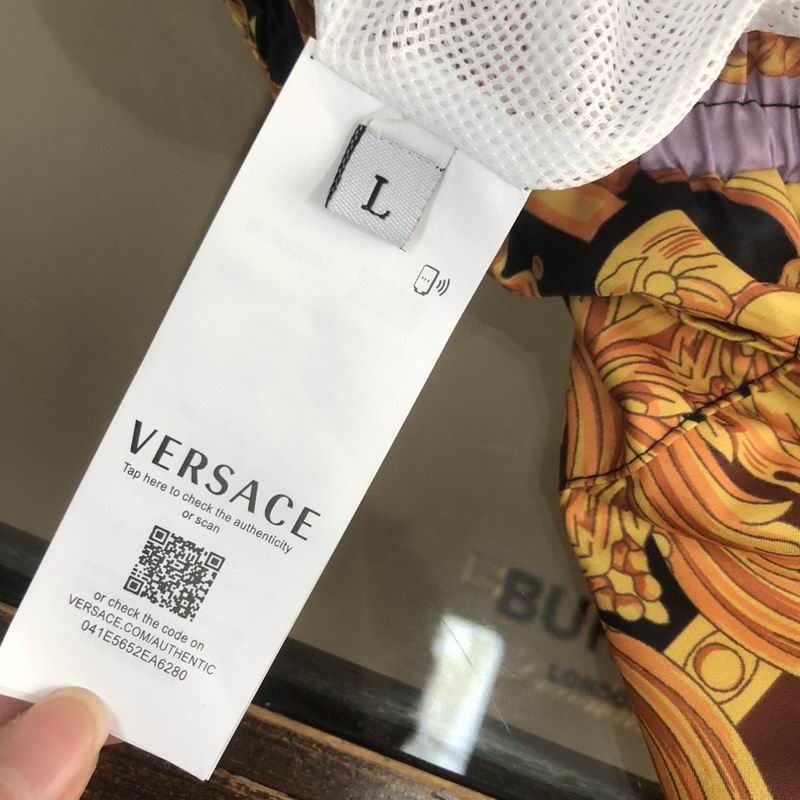 L
VERSACE
Tap here to check the authenticity
or scan
or check the code on
VERSACE.COM/AUTHENTIC
041E5652EA6280